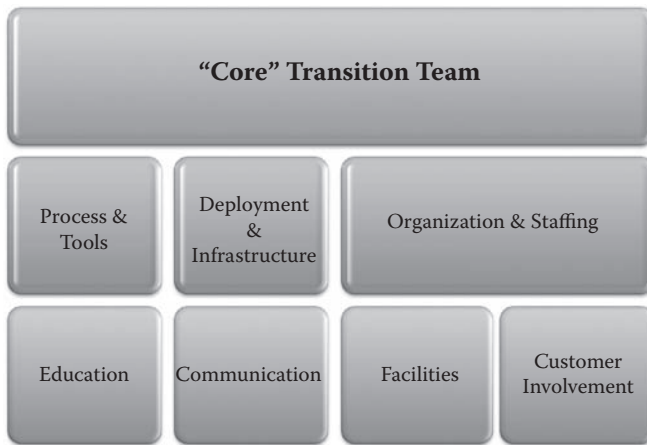 “Core” Transition Team
Process &
Tools
Deployment
&
Infrastructure
Organization & Staffing
Education
Communication
Facilities
Customer
Involvement